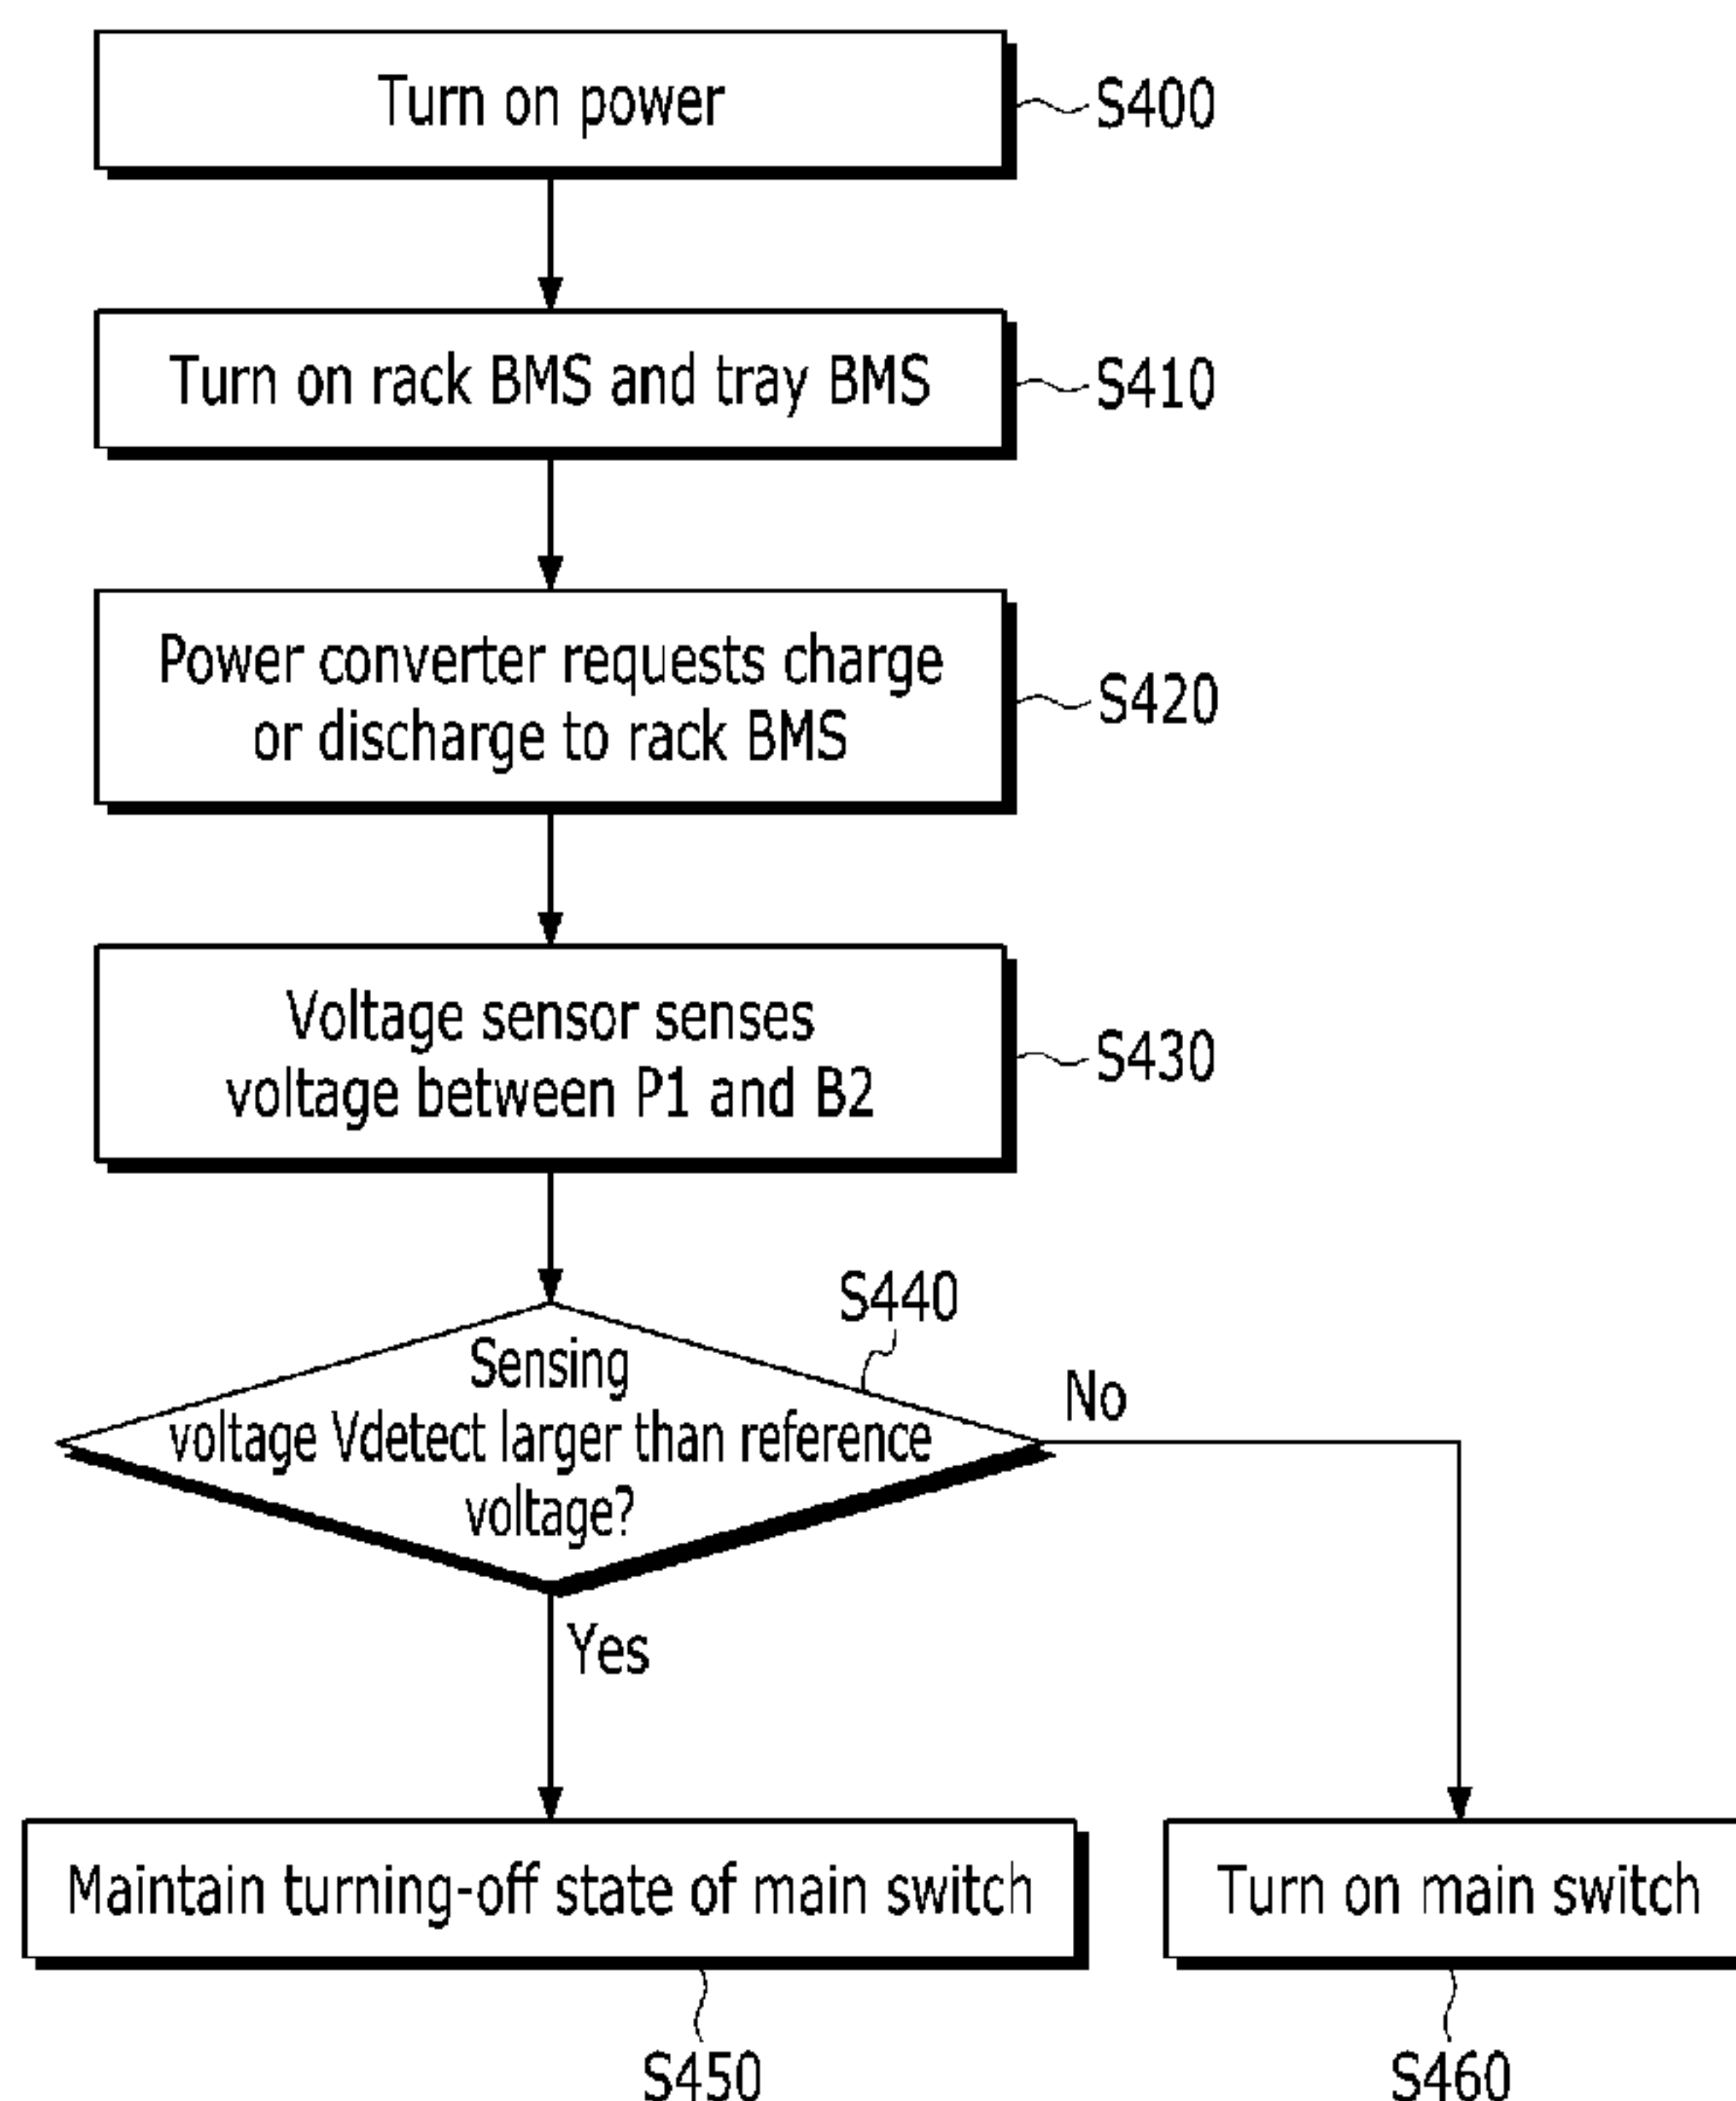 Turn on power
S400
Turn on rack BMS and tray BMS
S410
Power converter requests charge
or discharge to rack BMS
S420
Voltage sensor senses
voltage between P1 and B2
S430
S440
Sensing
voltage Vdetect larger than reference
voltage?
No
Yes
Maintain turning-off state of main switch
Turn on main switch
S450
S460